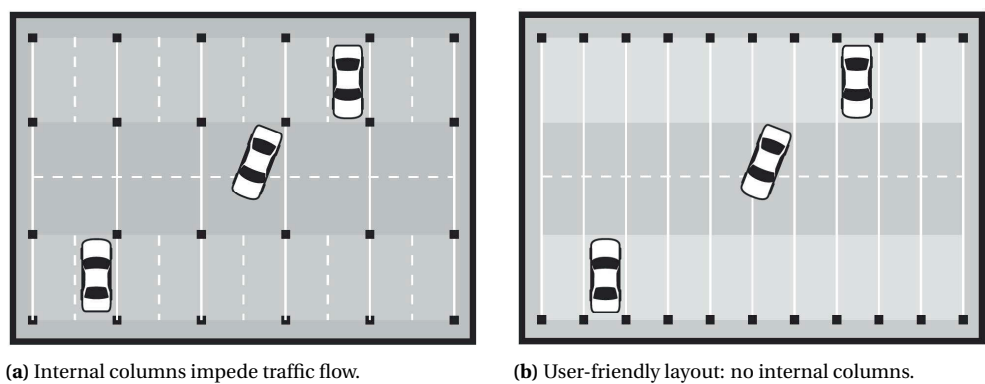 (a) Internal columns impede traffic flow.
(b) User-friendly layout: no internal columns.